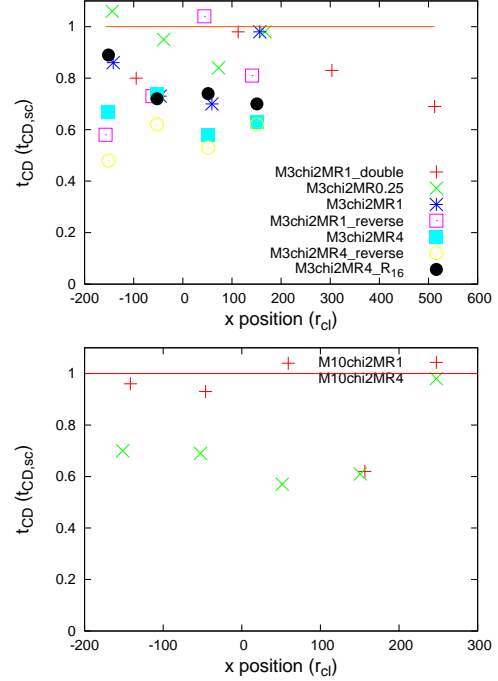 1
0.8
0.6
0.4
0.2
0
t_CD (t_CD,sc)
M3chi2MR1_double
M3chi2MR0.25
M3chi2MR1
M3chi2MR1_reverse
M3chi2MR4
M3chi2MR4_reverse
M3chi2MR4_R_16
-200 -100 0 100 200 300 400 500 600
x position (r_cl)
1
0.8
0.6
0.4
0.2
0
t_CD (t_CD,sc)
M10chi2MR1
M10chi2MR4
-200 -100 0 100 200 300
x position (r_cl)